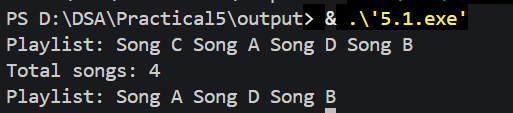 PS D:\DSA\Practical5\output> & .\'5.1.exe'
Playlist: Song C Song A Song D Song B
Total songs: 4
Playlist: Song A Song D Song B